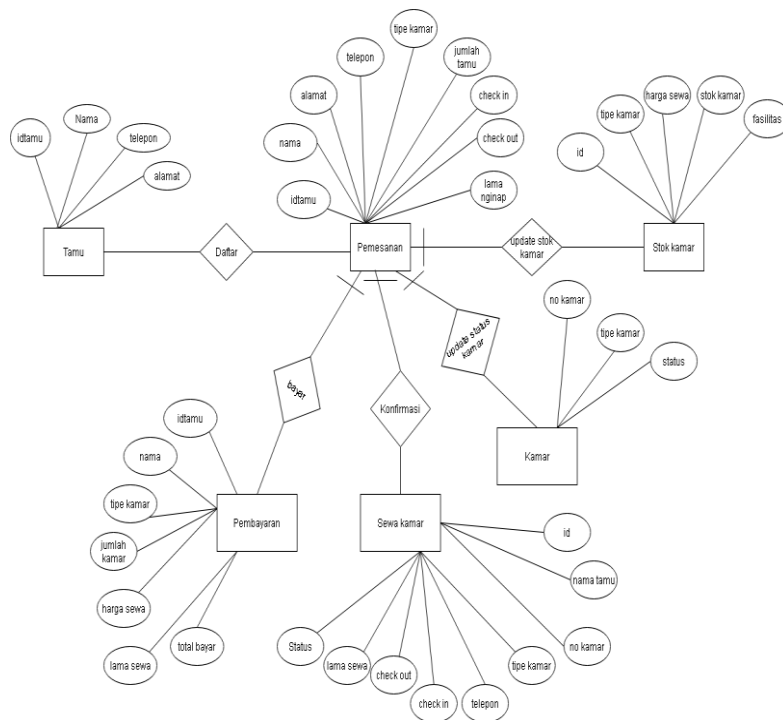 tipe kamar
telepon
jumlah
tamu
alamat
check in
nama
check out
idtamu
lama
nginap
Nama
idtamu
telepon
alamat
harga sewa
stok kamar
tipe kamar
fasilitas
id
Tamu
Daftar
Pemesanan
update stok
kamar
Stok kamar
no kamar
tipe kamar
status
update status
kamar
bayar
Konfirmasi
Kamar
idtamu
nama
tipe kamar
jumlah
kamar
harga sewa
lama sewa
total bayar
Pembayaran
Sewa kamar
id
nama tamu
no kamar
tipe kamar
telepon
check in
check out
lama sewa
Status